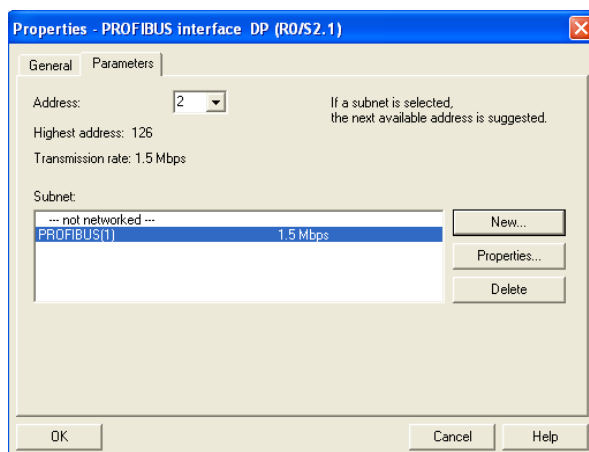 Properties - PROFIBUS interface DP (R0/S2.1)
General Parameters
Address: 2
If a subnet is selected,
the next available address is suggested.
Highest address: 126
Transmission rate: 1.5 Mbps
Subnet:
--- not networked ---
PROFIBUS(1) 1.5 Mbps
New...
Properties...
Delete
OK Cancel Help